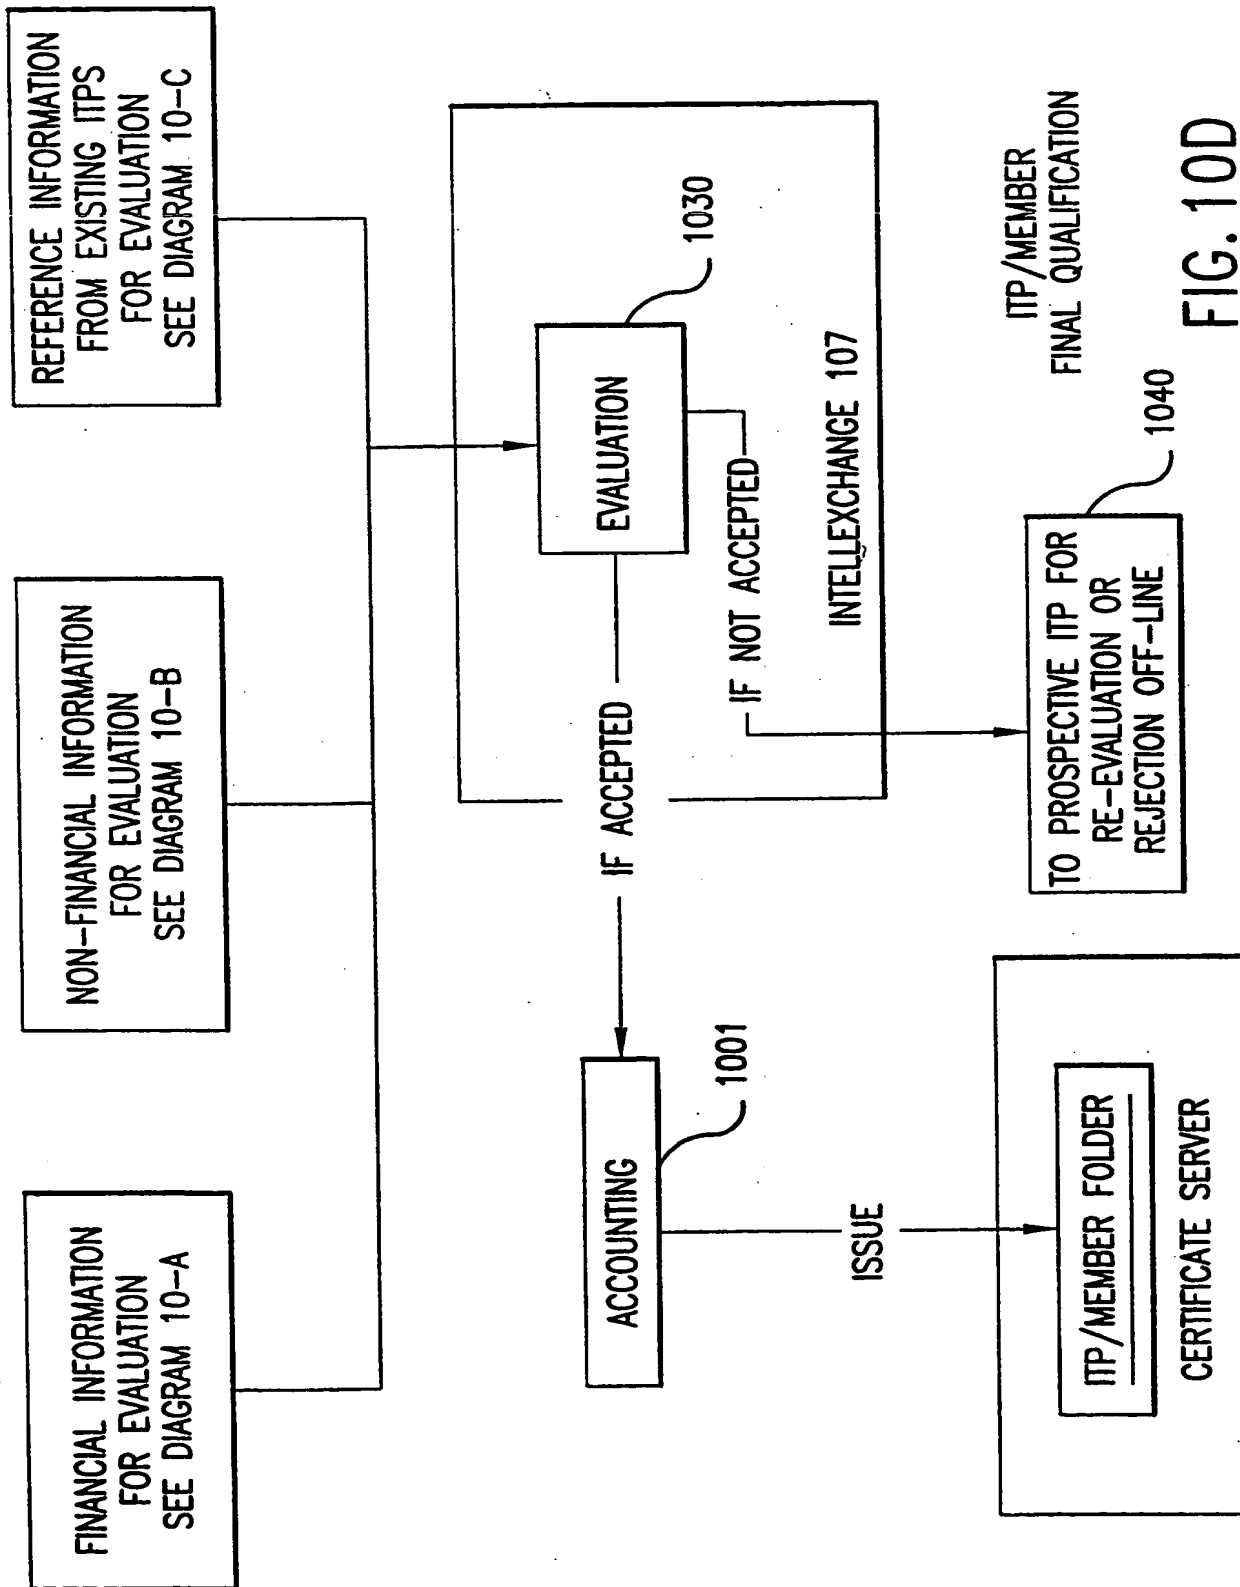 FINANCIAL INFORMATION
FOR EVALUATION
SEE DIAGRAM 10-A
NON-FINANCIAL INFORMATION
FOR EVALUATION
SEE DIAGRAM 10-B
REFERENCE INFORMATION
FROM EXISTING ITPS
FOR EVALUATION
SEE DIAGRAM 10-C
ACCOUNTING
1001
IF ACCEPTED
EVALUATION
1030
IF NOT ACCEPTED
INTELLEXCHANGE 107
ISSUE
ITP/MEMBER FOLDER
CERTIFICATE SERVER
TO PROSPECTIVE ITP FOR
RE-EVALUATION OR
REJECTION OFF-LINE
1040
ITP/MEMBER
FINAL QUALIFICATION
FIG. 10D